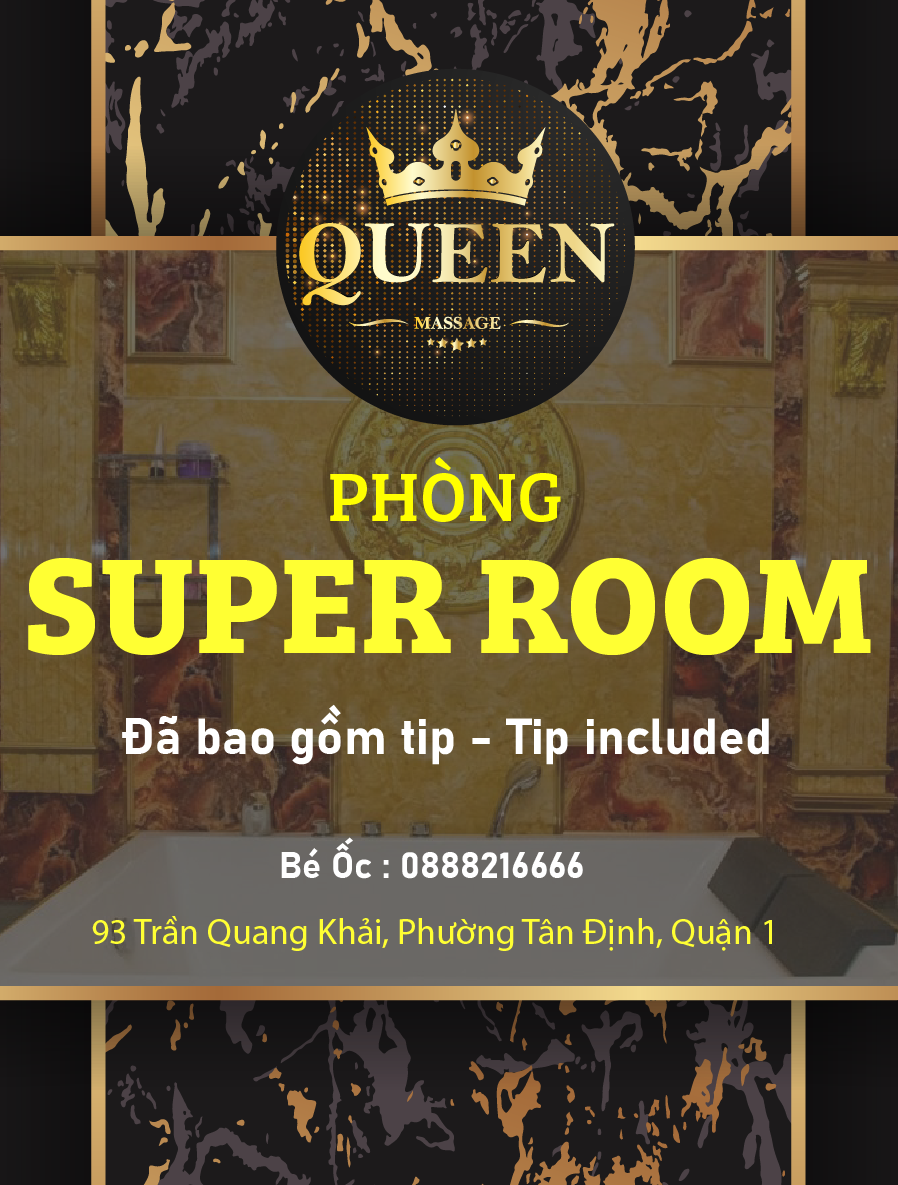 QUEEN
MASSAGE
PHÒNG
SUPER ROOM
Đã bao gồm tip - Tip included
Bé Ốc : 0888216666
93 Trần Quang Khải, Phường Tân Định, Quận 1